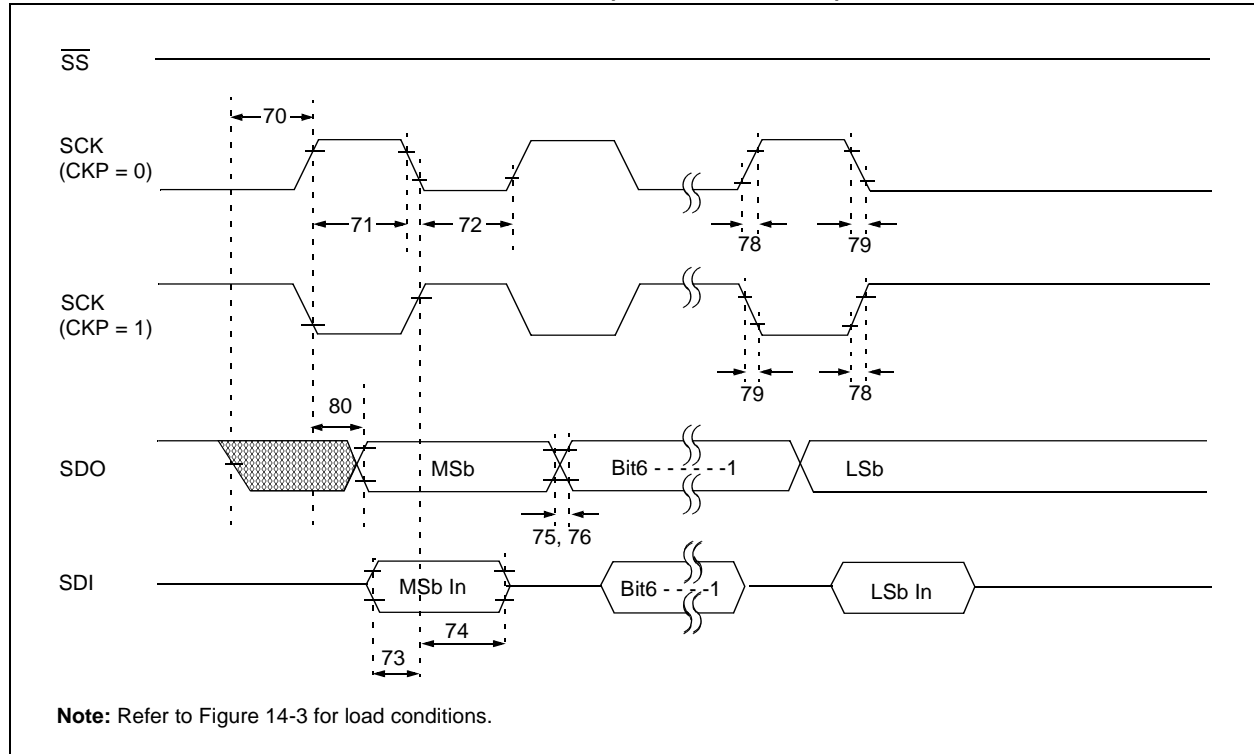 SS
70
SCK
(CKP = 0)
71
72
78
79
SCK
(CKP = 1)
79
78
80
SDO
MSb
Bit6 - - - - - -1
LSb
75, 76
SDI
MSb In
Bit6 - - - -1
LSb In
74
73
Note: Refer to Figure 14-3 for load conditions.